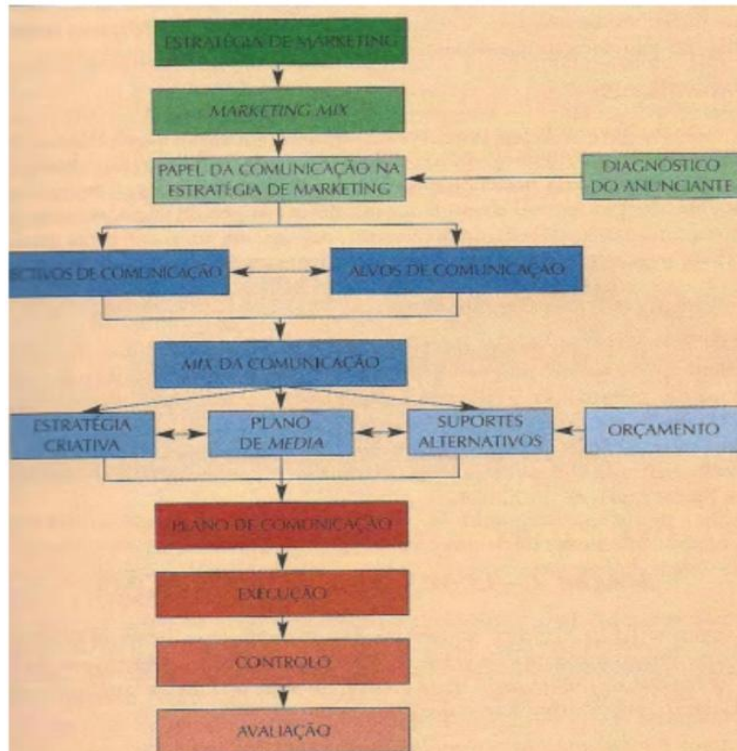 ESTRATÉGIA DE MARKETING
MARKETING MIX
PAPEL DA COMUNICAÇÃO NA
ESTRATÉGIA DE MARKETING
DIAGNÓSTICO
DO ANUNCIANTE
ECTIVOS DE COMUNICAÇÃO
ALVOS DE COMUNICAÇÃO
MIX DA COMUNICAÇÃO
ESTRATÉGIA
CRIATIVA
PLANO
DE MEDIA
SUPORTES
ALTERNATIVOS
ORÇAMENTO
PLANO DE COMUNICAÇÃO
EXECUÇÃO
CONTROLO
AVALIAÇÃO